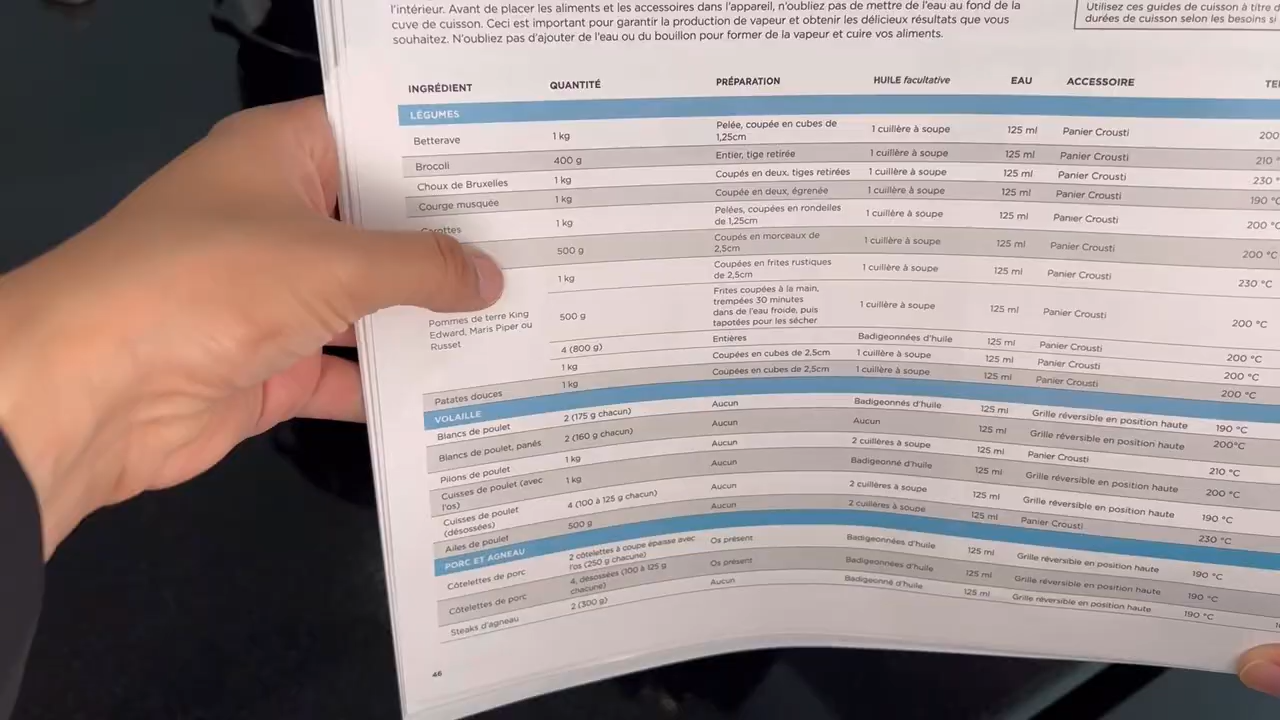 l'intérieur. Avant de placer les aliments et les accessoires dans l'appareil, n'oubliez pas de mettre de l'eau au fond de la
cuve de cuisson. Ceci est important pour garantir la production de vapeur et obtenir les délicieux résultats que vous
souhaitez. N'oubliez pas d'ajouter de l'eau ou du bouillon pour former de la vapeur et cuire vos aliments.
Utilisez ces guides de cuisson à titre d
durées de cuisson selon les besoins si
INGRÉDIENT QUANTITÉ PRÉPARATION HUILE facultative EAU ACCESSOIRE TE
LÉGUMES
Betterave 1 kg Pelée, coupée en cubes de 1,25cm 1 cuillère à soupe 125 ml Panier Crousti 200
Brocoli 400 g Entier, tige retirée 1 cuillère à soupe 125 ml Panier Crousti 210 °
Choux de Bruxelles 1 kg Coupés en deux, tiges retirées 1 cuillère à soupe 125 ml Panier Crousti 230 °
Courge musquée 1 kg Coupée en deux, égrenée 1 cuillère à soupe 125 ml Panier Crousti 190 °C
Carottes 1 kg Pelées, coupées en rondelles de 1,25cm 1 cuillère à soupe 125 ml Panier Crousti 200 °C
500 g Coupés en morceaux de 2,5cm 1 cuillère à soupe 125 ml Panier Crousti 200 °C
1 kg Coupées en frites rustiques de 2,5cm 1 cuillère à soupe 125 ml Panier Crousti 230 °C
Pommes de terre King Edward, Maris Piper ou Russet 500 g Frites coupées à la main, trempées 30 minutes dans de l'eau froide, puis tapotées pour les sécher 1 cuillère à soupe 125 ml Panier Crousti 200 °C
4 (800 g) Entières Badigeonnées d'huile 125 ml Panier Crousti 200 °C
1 kg Coupées en cubes de 2.5cm 1 cuillère à soupe 125 ml Panier Crousti 200 °C
Patates douces 1 kg Coupées en cubes de 2,5cm 1 cuillère à soupe 125 ml Panier Crousti 200 °C
VOLAILLE
Blancs de poulet 2 (175 g chacun) Aucun Badigeonnés d'huile 125 ml Grille réversible en position haute 190 °C
Blancs de poulet, panés 2 (160 g chacun) Aucun Aucun 125 ml Grille réversible en position haute 200°C
Pilons de poulet 1 kg Aucun 2 cuillères à soupe 125 ml Panier Crousti 210 °C
Cuisses de poulet (avec l'os) 1 kg Aucun Badigeonné d'huile 125 ml Grille réversible en position haute 200 °C
Cuisses de poulet (désossées) 4 (100 à 125 g chacun) Aucun 2 cuillères à soupe 125 ml Grille réversible en position haute 190 °C
Ailes de poulet 500 g Aucun 2 cuillères à soupe 125 ml Panier Crousti 230 °C
PORC ET AGNEAU
Côtelettes de porc 2 côtelettes à coupe épaisse avec l'os (250 g chacune) Os présent Badigeonnées d'huile 125 ml Grille réversible en position haute 190 °C
Côtelettes de porc 4, désossées (100 à 125 g chacune) Os présent Badigeonnées d'huile 125 ml Grille réversible en position haute 190 °C
Steaks d'agneau 2 (300 g) Aucun Badigeonné d'huile 125 ml Grille réversible en position haute 190 °C
46